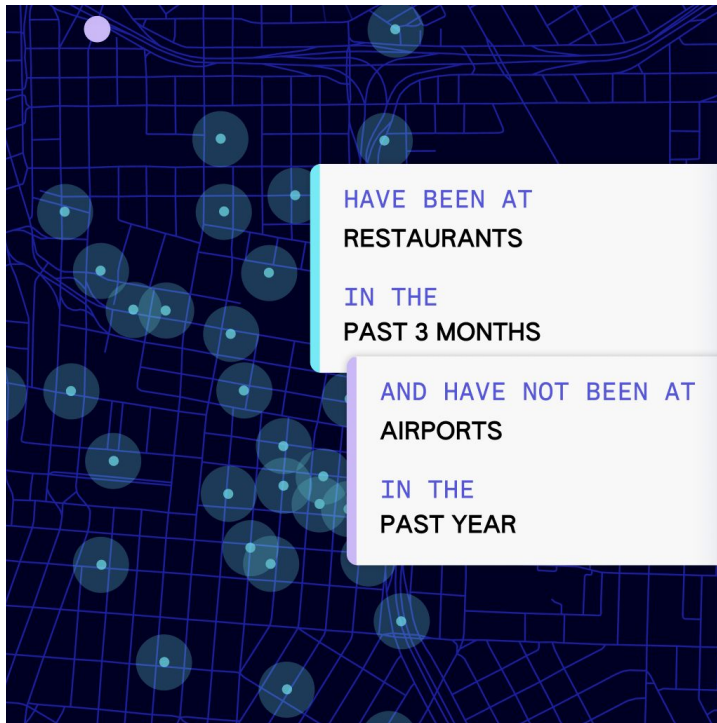 HAVE BEEN AT
RESTAURANTS
IN THE
PAST 3 MONTHS
AND HAVE NOT BEEN AT
AIRPORTS
IN THE
PAST YEAR